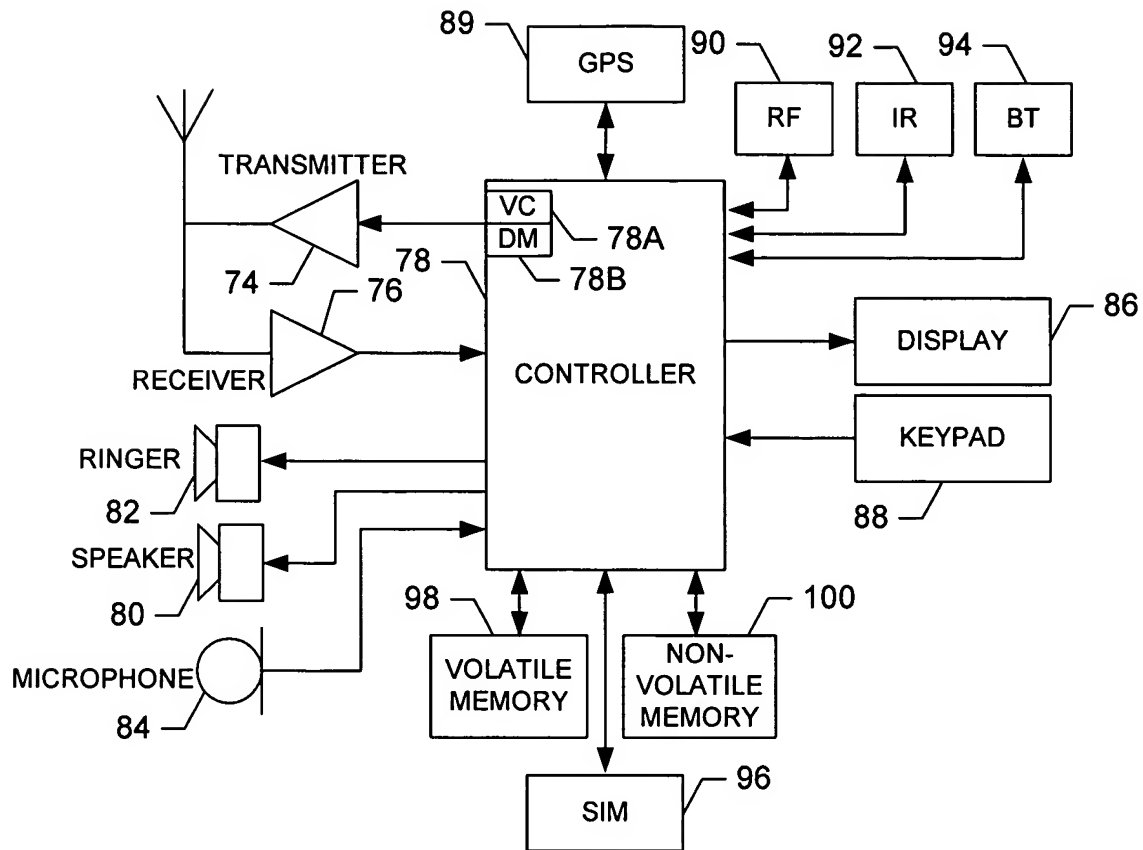 89
GPS
90
RF
92
IR
94
BT
TRANSMITTER
74
VC
DM
78A
78B
78
76
RECEIVER
CONTROLLER
86
DISPLAY
KEYPAD
88
RINGER
82
SPEAKER
80
MICROPHONE
84
98
VOLATILE
MEMORY
100
NON-
VOLATILE
MEMORY
SIM
96